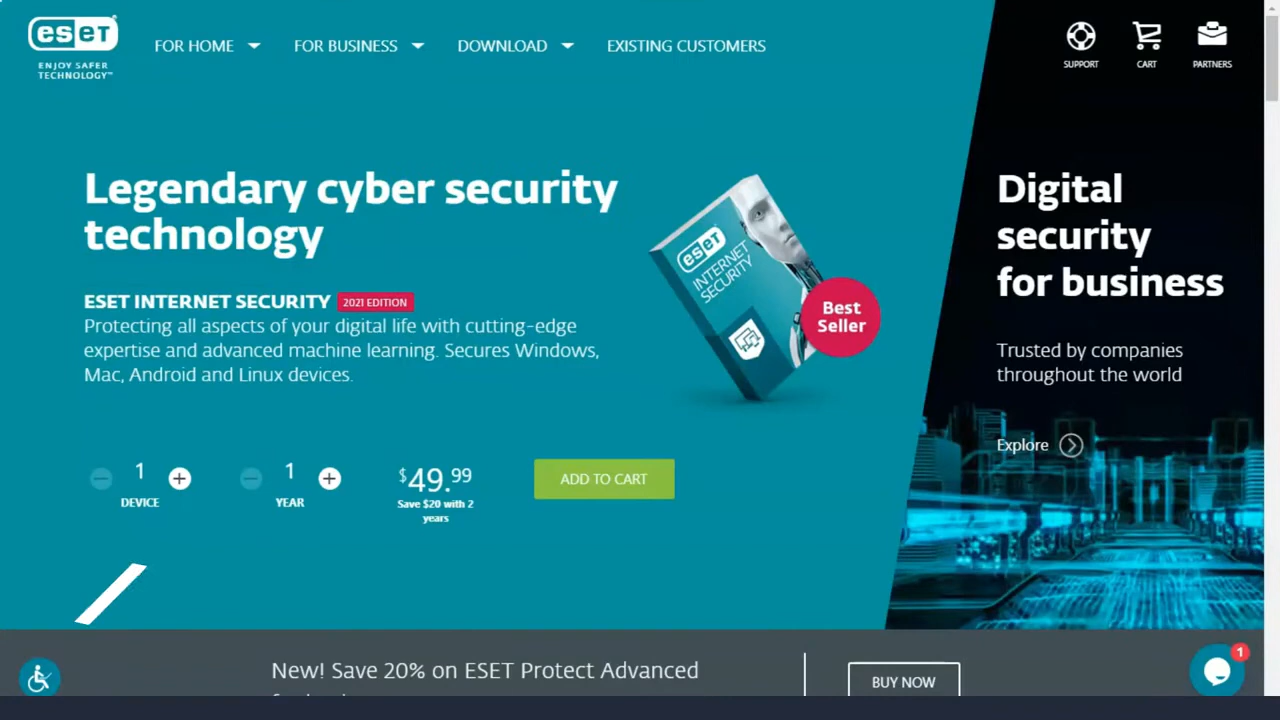 eset
ENJOY SAFER
TECHNOLOGY™
FOR HOME
FOR BUSINESS
DOWNLOAD
EXISTING CUSTOMERS
SUPPORT
CART
PARTNERS
Legendary cyber security
technology
ESET INTERNET SECURITY 2021 EDITION
Protecting all aspects of your digital life with cutting-edge
expertise and advanced machine learning. Secures Windows,
Mac, Android and Linux devices.
eset
INTERNET
SECURITY
Best
Seller
1
DEVICE
1
YEAR
$49.99
Save $20 with 2
years
ADD TO CART
Digital
security
for business
Trusted by companies
throughout the world
Explore
New! Save 20% on ESET Protect Advanced
BUY NOW
1